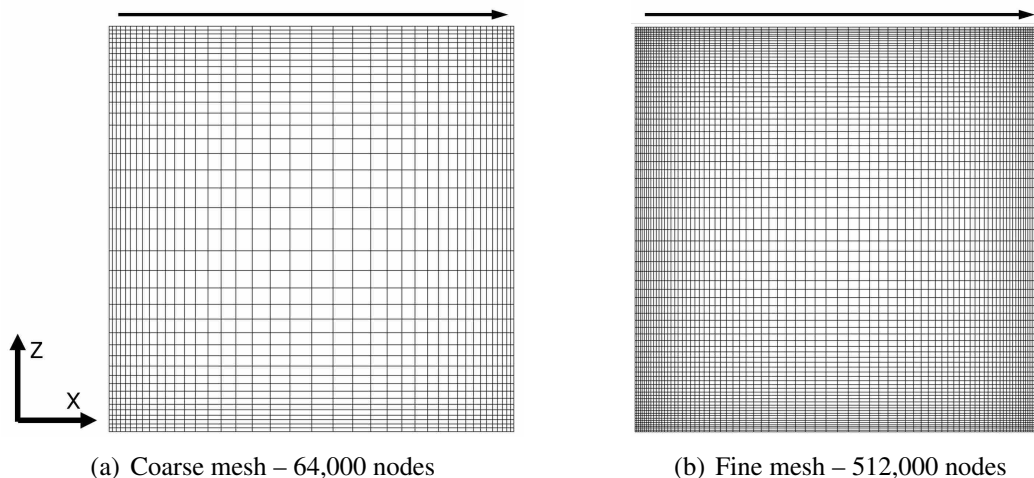 Z
X
(a) Coarse mesh – 64,000 nodes
(b) Fine mesh – 512,000 nodes